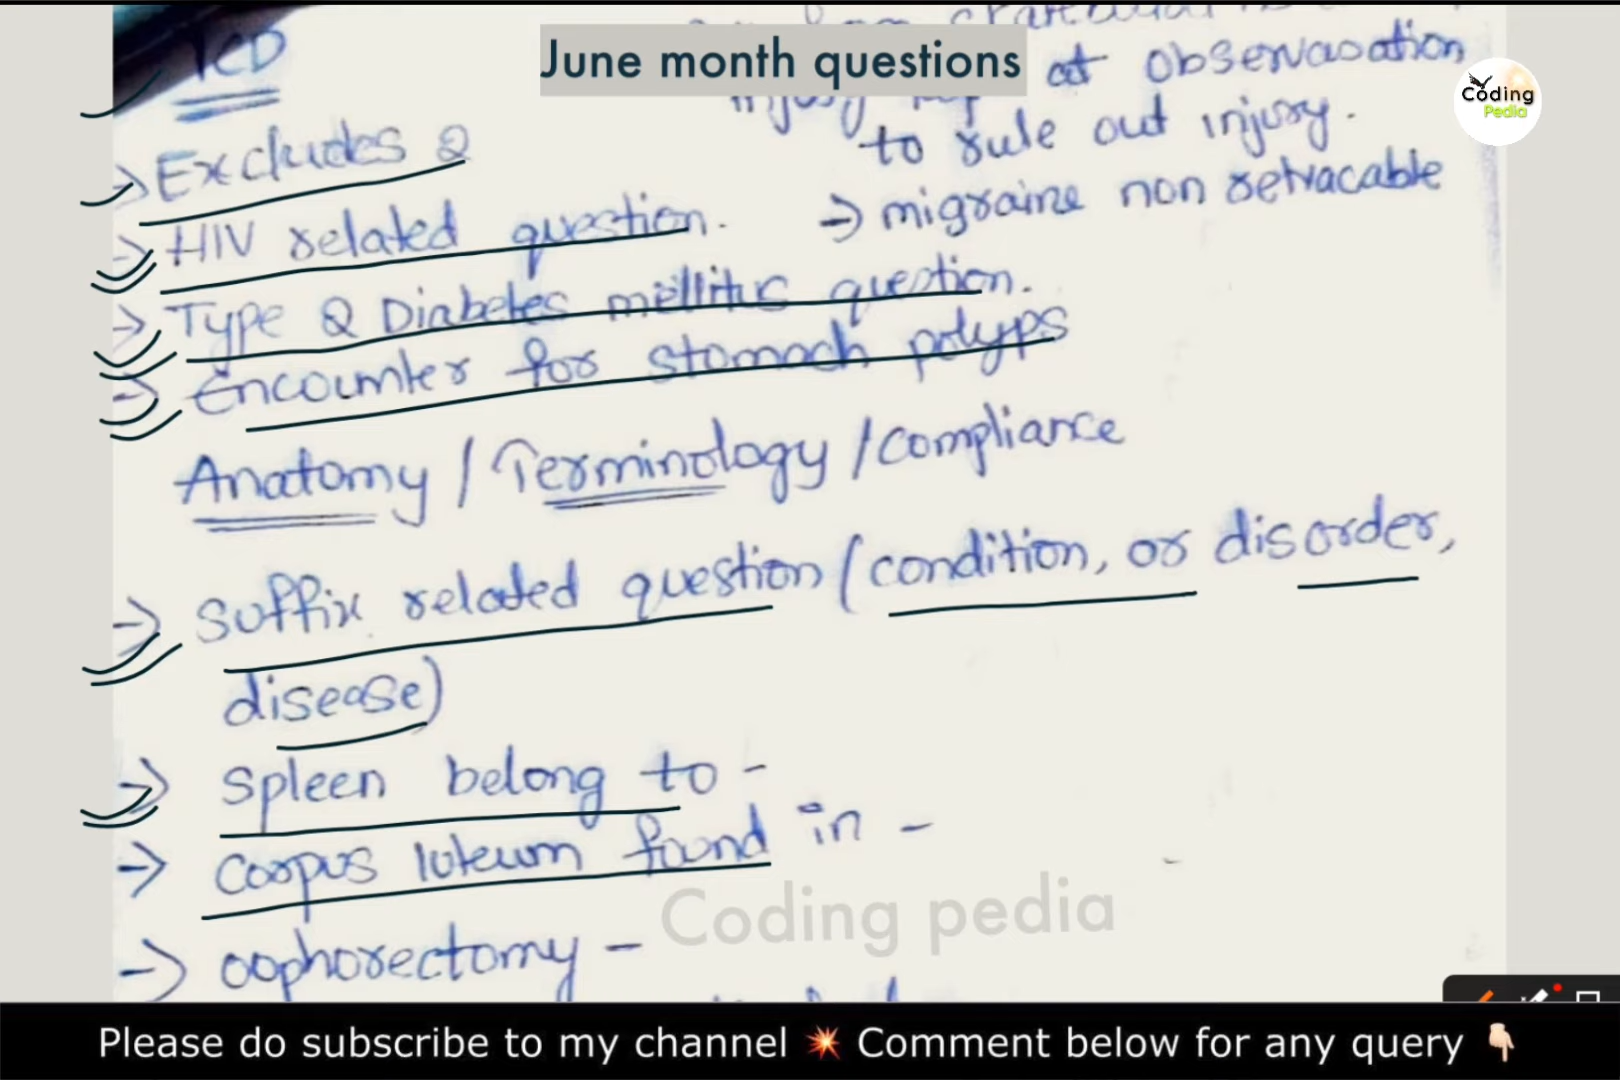 ICD
June month questions
at observasation
to rule out injury.
Coding
Pedia
→ Excludes 2
→ HIV related question.
→ migraine non retracable
→ Type 2 Diabetes mellitus question.
→ Encounter for stomach polyps
Anatomy / Terminology / compliance
→ Suffix related question (condition, or disorder,
disease)
→ Spleen belong to -
→ Corpus luteum found in -
→ oophorectomy -
Coding pedia
Please do subscribe to my channel 💥 Comment below for any query 👇🏻